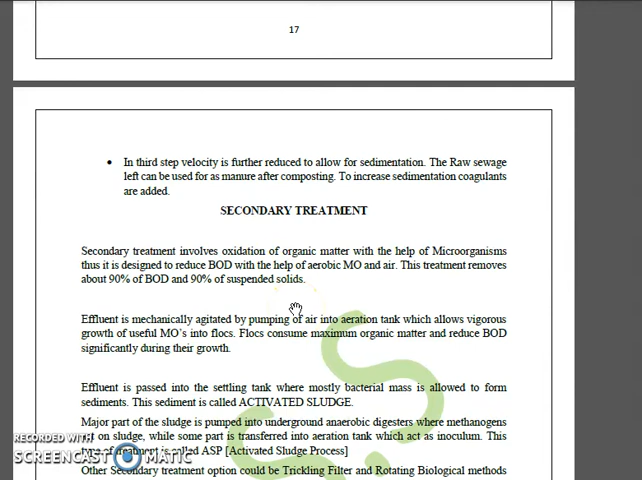 17
• In third step velocity is further reduced to allow for sedimentation. The Raw sewage
left can be used for as manure after composting. To increase sedimentation coagulants
are added.
SECONDARY TREATMENT
Secondary treatment involves oxidation of organic matter with the help of Microorganisms
thus it is designed to reduce BOD with the help of aerobic MO and air. This treatment removes
about 90% of BOD and 90% of suspended solids.
Effluent is mechanically agitated by pumping of air into aeration tank which allows vigorous
growth of useful MO's into flocs. Flocs consume maximum organic matter and reduce BOD
significantly during their growth.
Effluent is passed into the settling tank where mostly bacterial mass is allowed to form
sediments. This sediment is called ACTIVATED SLUDGE.
Major part of the sludge is pumped into underground anaerobic digesters where methanogens
act on sludge, while some part is transferred into aeration tank which act as inoculum. This
type of treatment is called ASP [Activated Sludge Process]
Other Secondary treatment option could be Trickling Filter and Rotating Biological methods
S.S
RECORDED WITH
SCREENCAST MATIC